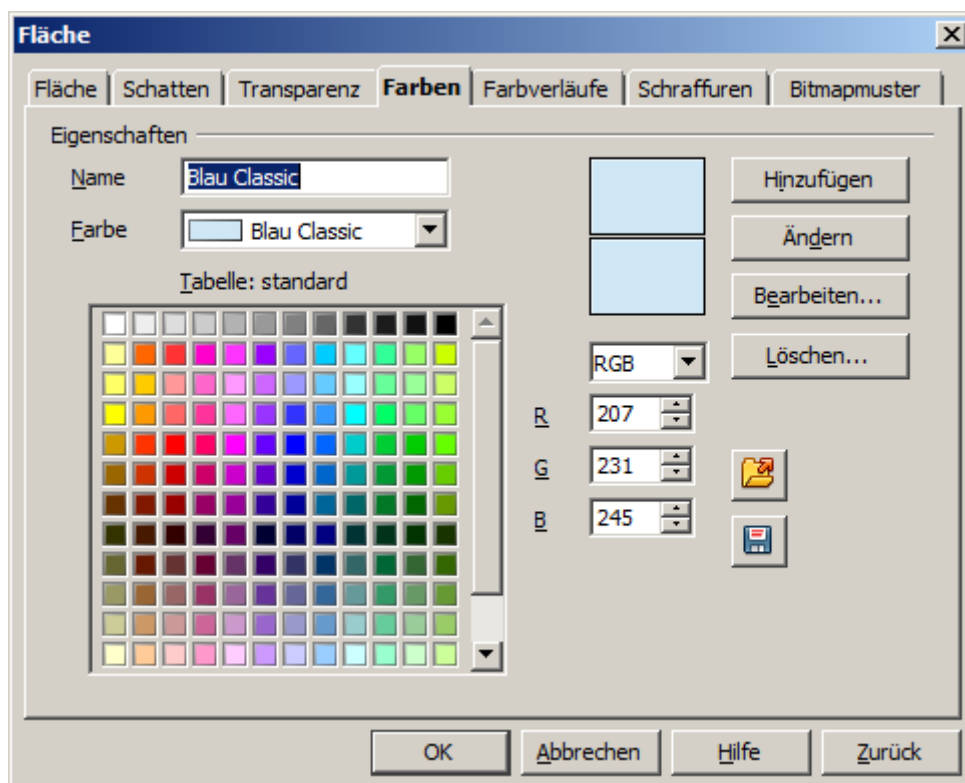 Fläche
Fläche Schatten Transparenz Farben Farbverläufe Schraffuren Bitmapmuster
Eigenschaften
Name Blau Classic Hinzufügen
Farbe Blau Classic Ändern
Tabelle: standard Bearbeiten...
RGB Löschen...
R 207
G 231
B 245
OK Abbrechen Hilfe Zurück